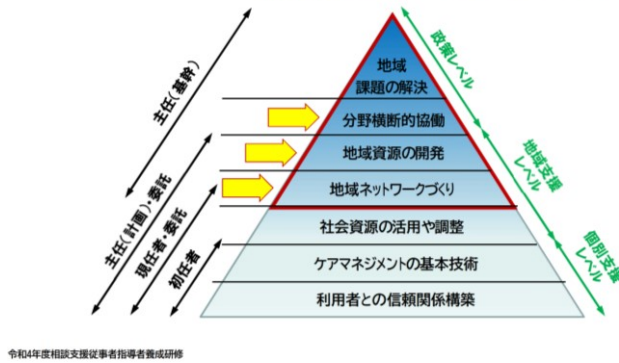 地域
課題の解決
分野横断的協働
地域資源の開発
地域ネットワークづくり
社会資源の活用や調整
ケアマネジメントの基本技術
利用者との信頼関係構築
主任(基幹)
主任(計画)・委託
現任者・委託
初任者
政策レベル
地域支援
レベル
個別支援
レベル
令和4年度相談支援従事者指導者養成研修